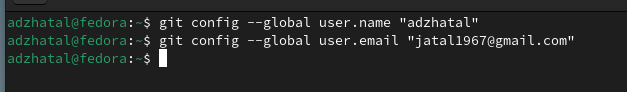 adzhatal@fedora:~$ git config --global user.name "adzhatal"
adzhatal@fedora:~$ git config --global user.email "jatal1967@gmail.com"
adzhatal@fedora:~$